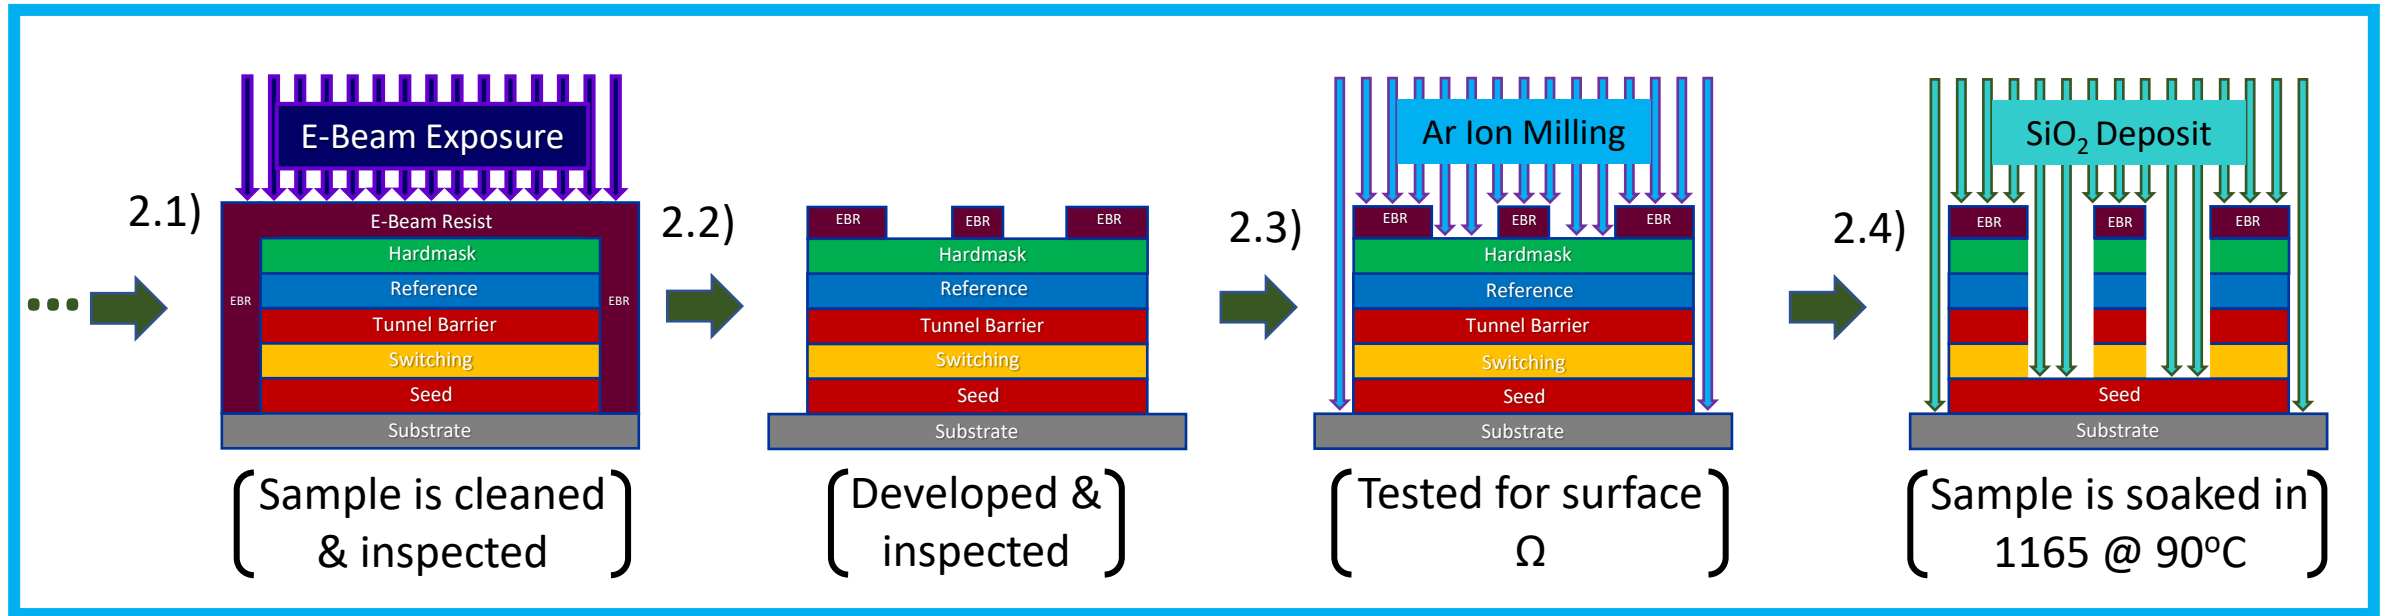 2.1)
E-Beam Exposure
E-Beam Resist
EBR
Hardmask
Reference
EBR
Tunnel Barrier
Switching
Seed
Substrate
Sample is cleaned
& inspected
2.2)
EBR
EBR
EBR
Hardmask
Reference
Tunnel Barrier
Switching
Seed
Substrate
Developed &
inspected
2.3)
Ar Ion Milling
EBR
EBR
EBR
Hardmask
Reference
Tunnel Barrier
Switching
Seed
Substrate
Tested for surface
Ω
2.4)
SiO₂ Deposit
EBR
EBR
EBR
Seed
Substrate
Sample is soaked in
1165 @ 90ºC